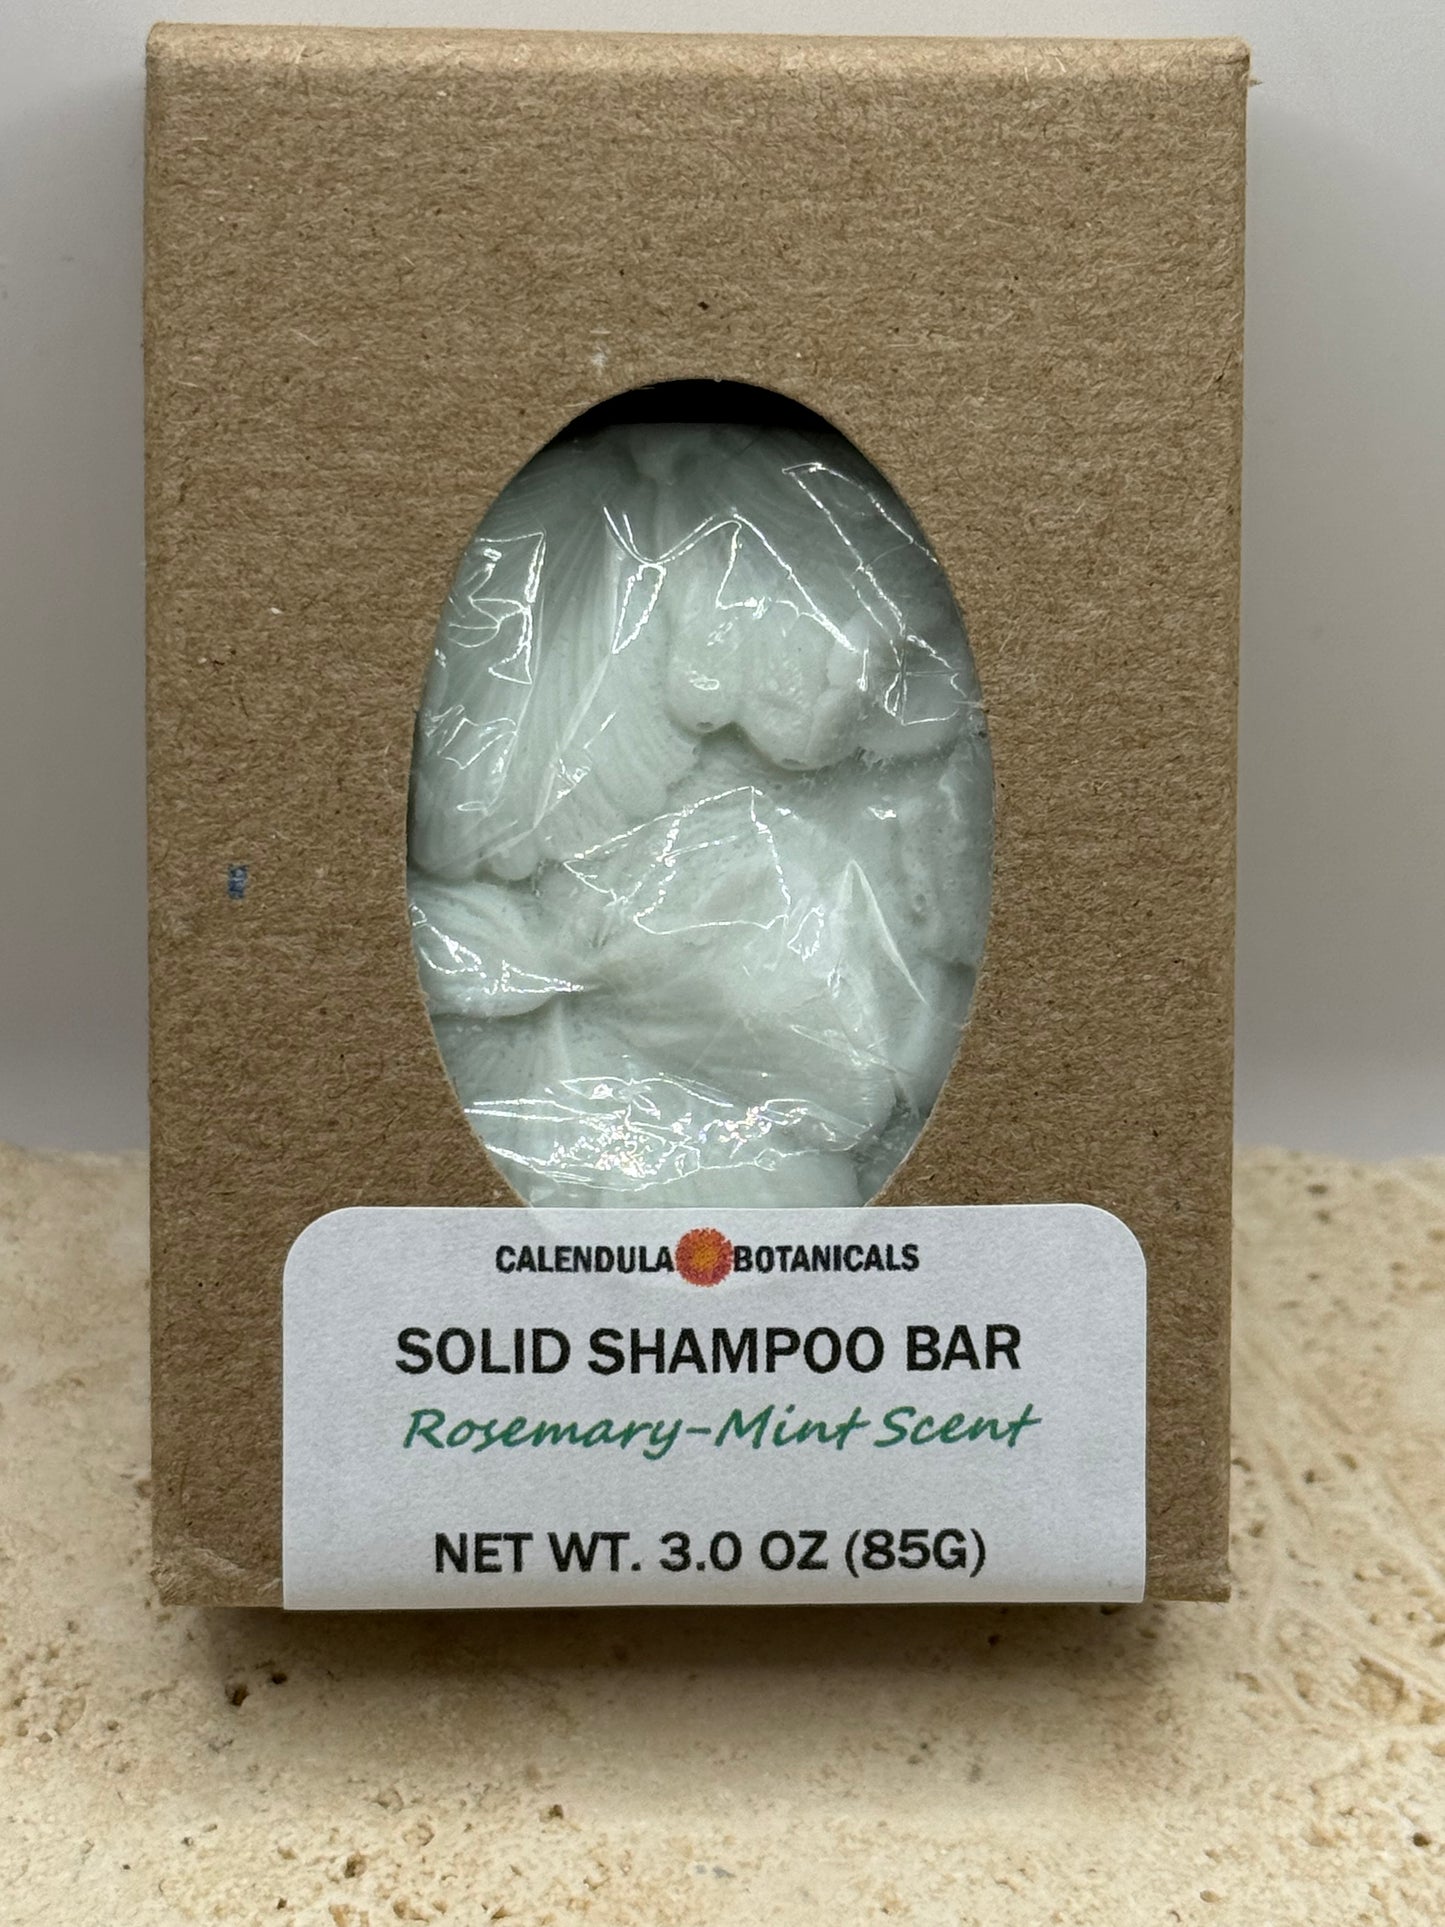 CALENDULA BOTANICALS
SOLID SHAMPOO BAR
Rosemary-Mint Scent
NET WT. 3.0 OZ (85G)